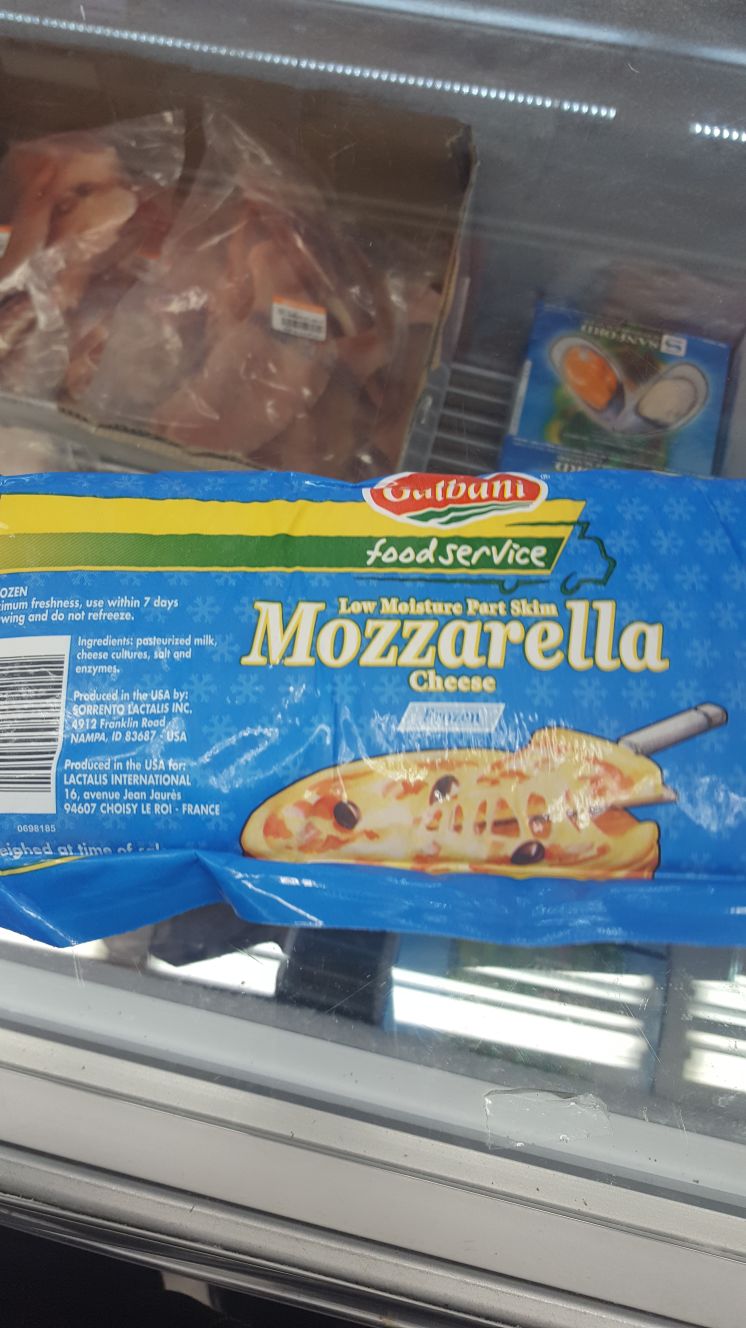 SANFORD
Galbani
®
food service
OZEN
imum freshness, use within 7 days
wing and do not refreeze.
Low Moisture Part Skim
Mozzarella
Cheese
Frozen
Ingredients: pasteurized milk,
cheese cultures, salt and
enzymes.
Produced in the USA by:
SORRENTO LACTALIS INC.
4912 Franklin Road -
NAMPA, ID 83687 - USA
Produced in the USA for:
LACTALIS INTERNATIONAL
16, avenue Jean Jaurès
94607 CHOISY LE ROI - FRANCE
0698185
eighed at time of